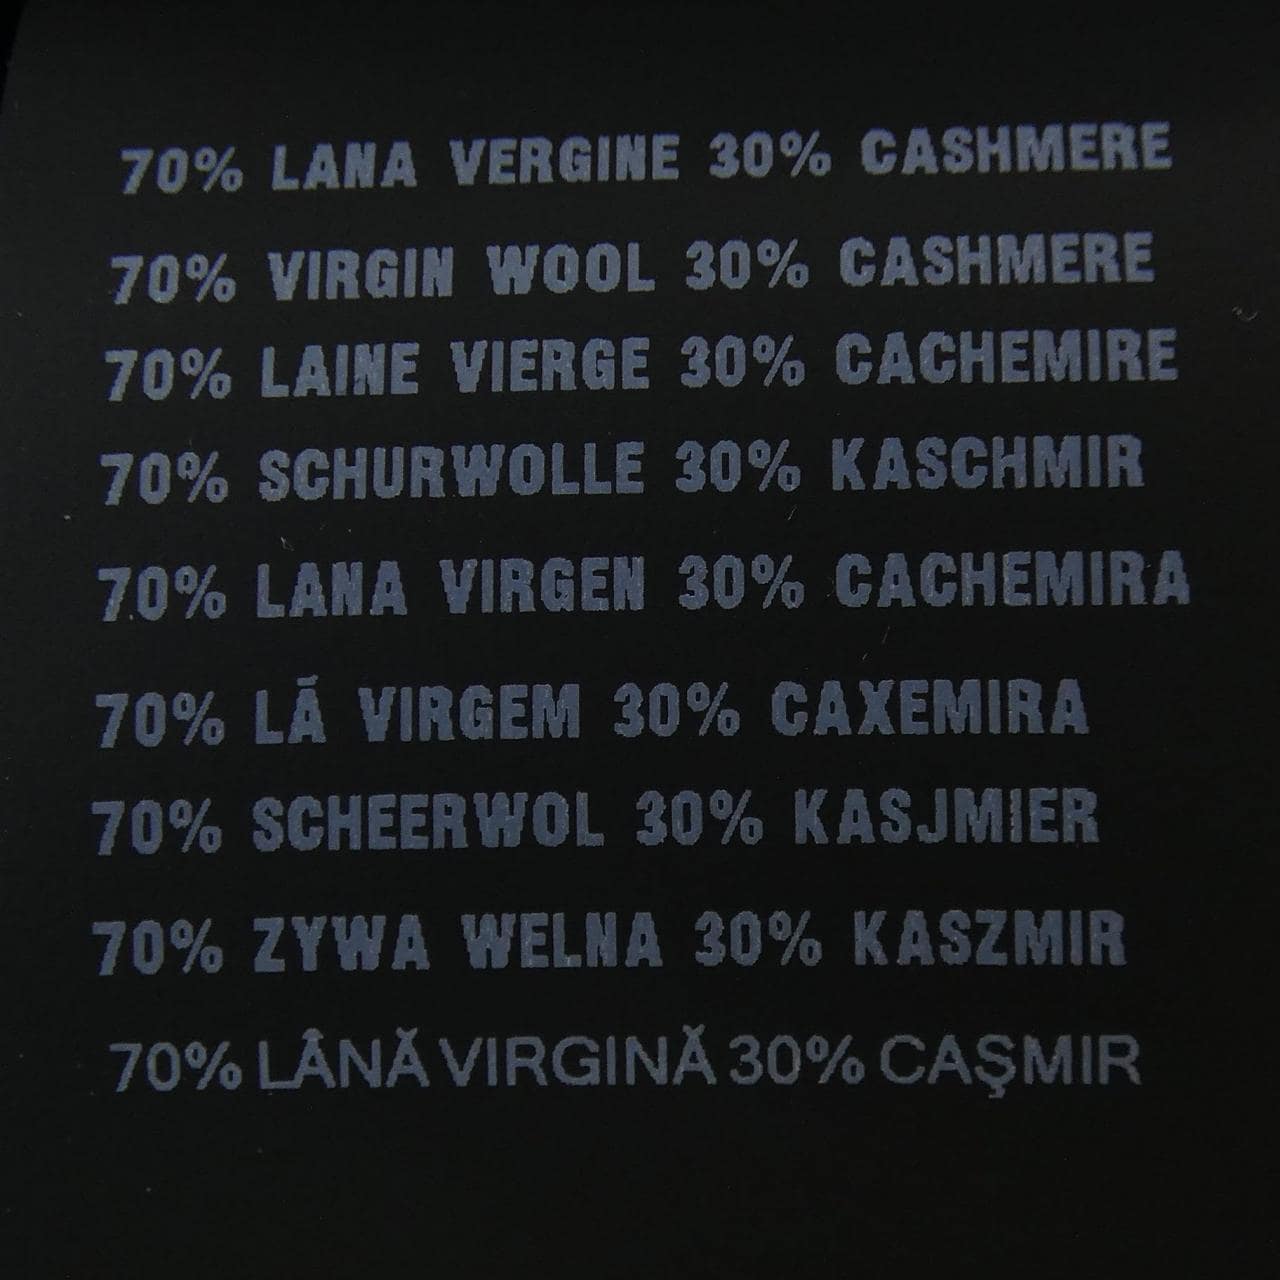 70% LANA VERGINE 30% CASHMERE
70% VIRGIN WOOL 30% CASHMERE
70% LAINE VIERGE 30% CACHEMIRE
70% SCHURWOLLE 30% KASCHMIR
70% LANA VIRGEN 30% CACHEMIRA
70% LÃ VIRGEM 30% CAXEMIRA
70% SCHEERWOL 30% KASJMIER
70% ZYWA WELNA 30% KASZMIR
70% LÂNĂ VIRGINĂ 30% CAŞMIR